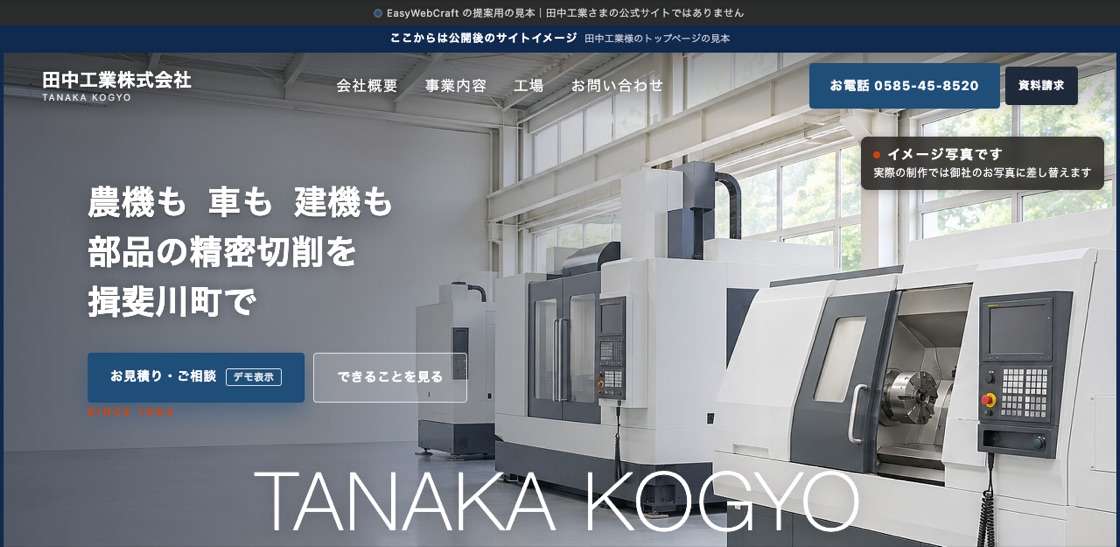 EasyWebCraft の提案用の見本｜田中工業さまの公式サイトではありません
ここからは公開後のサイトイメージ 田中工業様のトップページの見本
田中工業株式会社
TANAKA KOGYO
会社概要 事業内容 工場 お問い合わせ
お電話 0585-45-8520
資料請求
イメージ写真です
実際の制作では御社のお写真に差し替えます
農機も 車も 建機も
部品の精密切削を
揖斐川町で
お見積り・ご相談 デモ表示
できることを見る
SINCE
TANAKA KOGYO